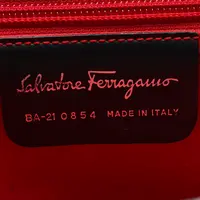 Salvatore Ferragamo
BA-21 0854 MADE IN ITALY